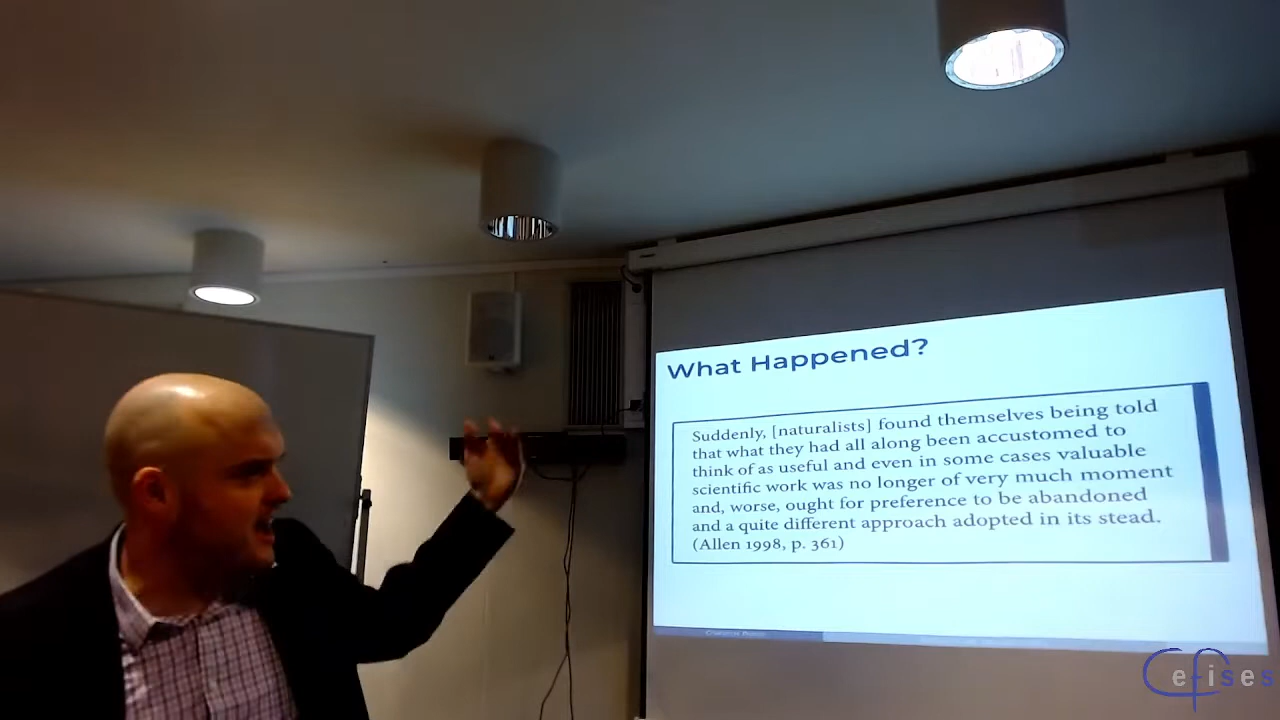 What Happened?
Suddenly, [naturalists] found themselves being told
that what they had all along been accustomed to
think of as useful and even in some cases valuable
scientific work was no longer of very much moment
and, worse, ought for preference to be abandoned
and a quite different approach adopted in its stead.
(Allen 1998, p. 361)
Cefises